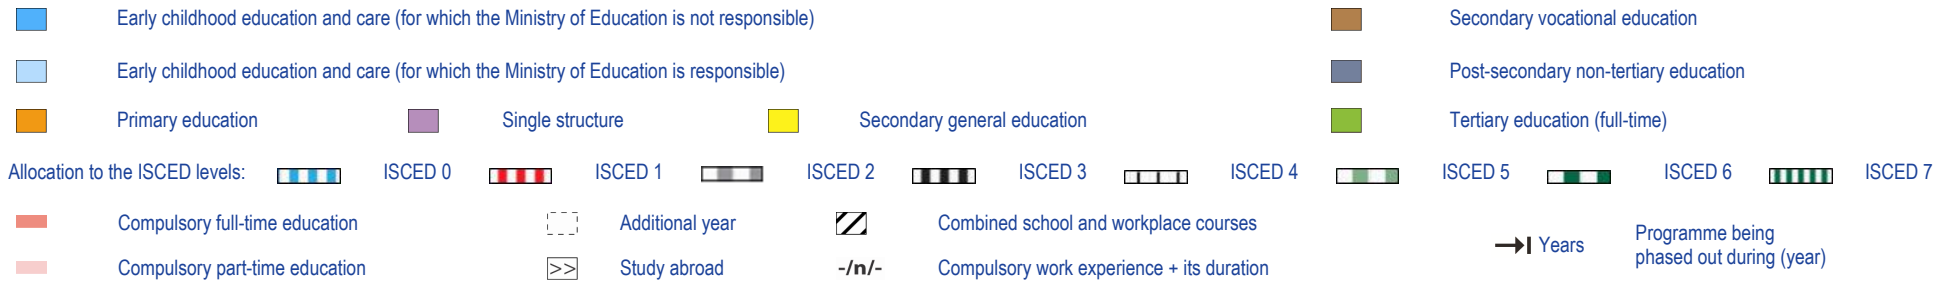 Early childhood education and care (for which the Ministry of Education is not responsible)
Secondary vocational education
Early childhood education and care (for which the Ministry of Education is responsible)
Post-secondary non-tertiary education
Primary education
Single structure
Secondary general education
Tertiary education (full-time)
Allocation to the ISCED levels:
ISCED 0
ISCED 1
ISCED 2
ISCED 3
ISCED 4
ISCED 5
ISCED 6
ISCED 7
Compulsory full-time education
Additional year
Combined school and workplace courses
Years
Programme being
phased out during (year)
Compulsory part-time education
>>
Study abroad
-/n/-
Compulsory work experience + its duration